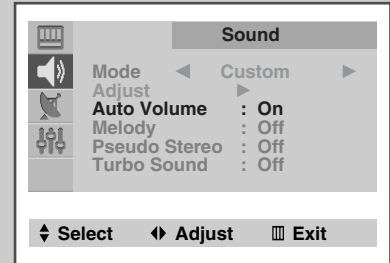 Sound
Mode ◀ Custom ▶
Adjust ▶
Auto Volume : On
Melody : Off
Pseudo Stereo : Off
Turbo Sound : Off
Select Adjust Exit